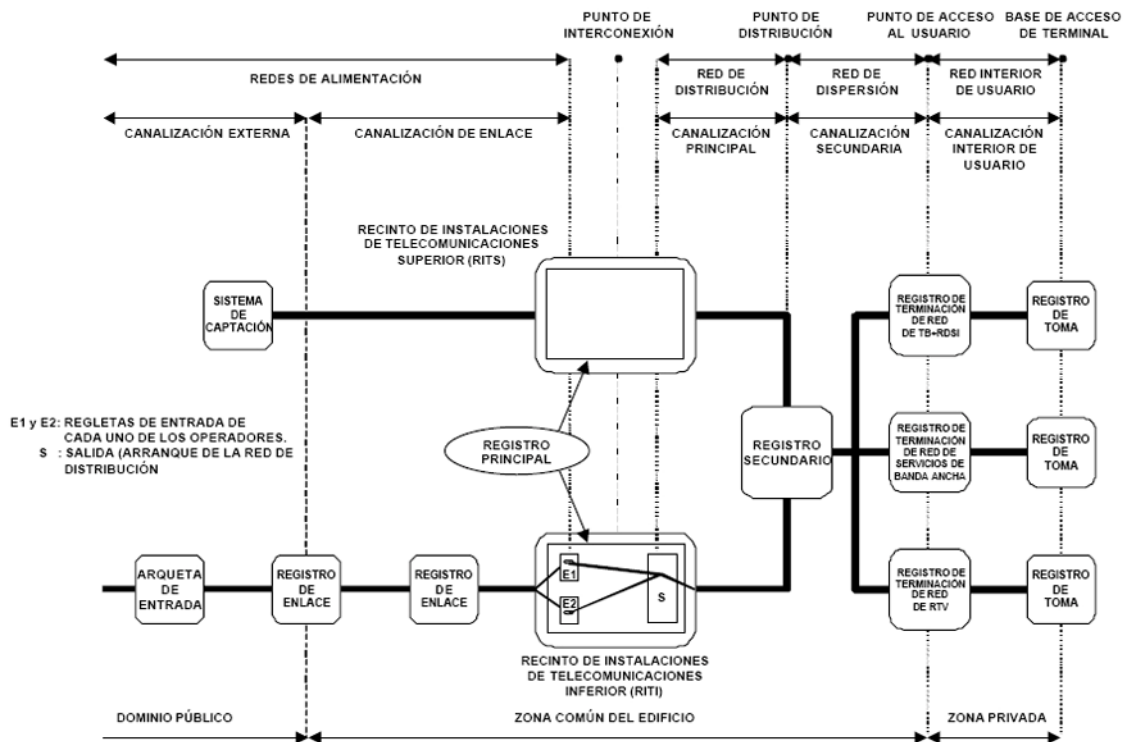 PUNTO DE
INTERCONEXIÓN
PUNTO DE
DISTRIBUCIÓN
PUNTO DE ACCESO
AL USUARIO
BASE DE ACCESO
DE TERMINAL
REDES DE ALIMENTACIÓN
RED DE
DISTRIBUCIÓN
RED DE
DISPERSIÓN
RED INTERIOR
DE USUARIO
CANALIZACIÓN EXTERNA
CANALIZACIÓN DE ENLACE
CANALIZACIÓN
PRINCIPAL
CANALIZACIÓN
SECUNDARIA
CANALIZACIÓN
INTERIOR DE
USUARIO
RECINTO DE INSTALACIONES
DE TELECOMUNICACIONES
SUPERIOR (RITS)
SISTEMA
DE
CAPTACIÓN
REGISTRO DE
TERMINACIÓN
DE RED
DE TB+RDSI
REGISTRO
DE
TOMA
E1 y E2: REGLETAS DE ENTRADA DE
CADA UNO DE LOS OPERADORES.
S : SALIDA (ARRANQUE DE LA RED DE
DISTRIBUCIÓN
REGISTRO
PRINCIPAL
REGISTRO
SECUNDARIO
REGISTRO DE
TERMINACIÓN
DE RED DE
SERVICIOS DE
BANDA ANCHA
REGISTRO
DE
TOMA
ARQUETA
DE
ENTRADA
REGISTRO
DE
ENLACE
REGISTRO
DE
ENLACE
E1
E2
S
REGISTRO DE
TERMINACIÓN
DE RED
DE RTV
REGISTRO
DE
TOMA
RECINTO DE INSTALACIONES
DE TELECOMUNICACIONES
INFERIOR (RITI)
DOMINIO PÚBLICO
ZONA COMÚN DEL EDIFICIO
ZONA PRIVADA